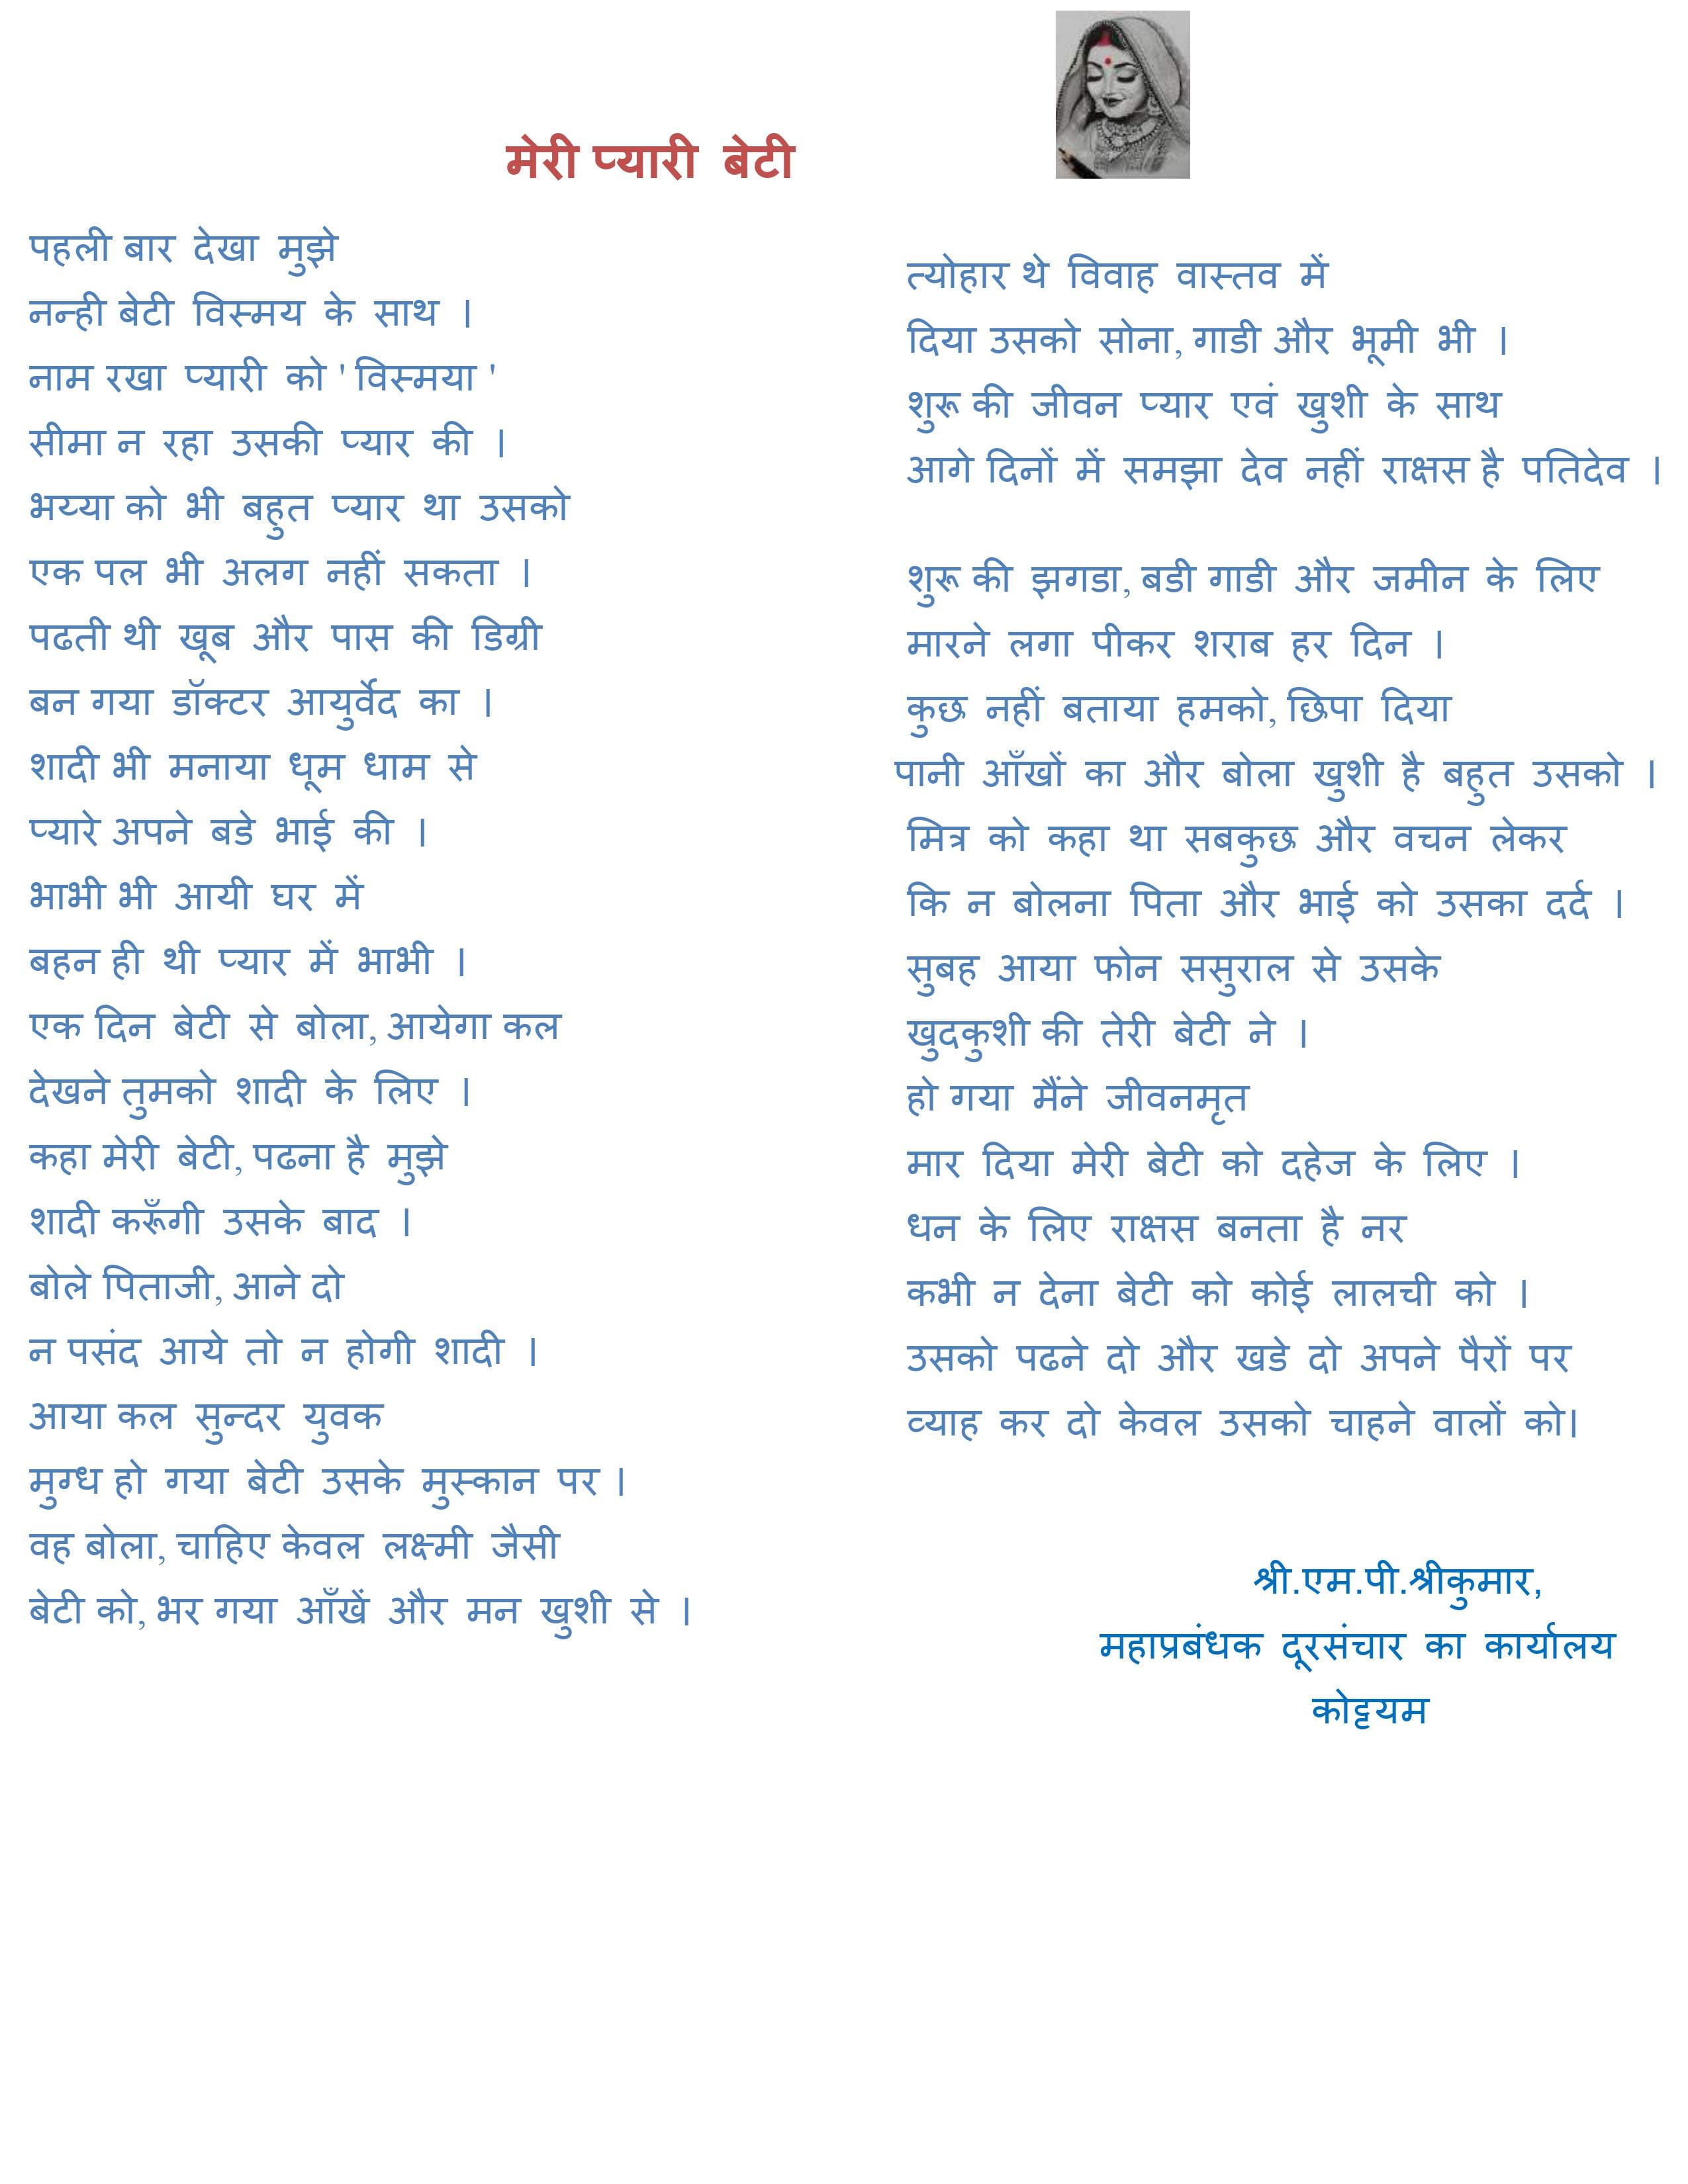 मेरी प्यारी बेटी
पहली बार देखा मुझे
नन्ही बेटी विस्मय के साथ ।
नाम रखा प्यारी को ' विस्मया '
सीमा न रहा उसकी प्यार की ।
भय्या को भी बहुत प्यार था उसको
एक पल भी अलग नहीं सकता ।
पढती थी खूब और पास की डिग्री
बन गया डॉक्टर आयुर्वेद का ।
शादी भी मनाया धूम धाम से
प्यारे अपने बडे भाई की ।
भाभी भी आयी घर में
बहन ही थी प्यार में भाभी ।
एक दिन बेटी से बोला, आयेगा कल
देखने तुमको शादी के लिए ।
कहा मेरी बेटी, पढना है मुझे
शादी करूँगी उसके बाद ।
बोले पिताजी, आने दो
न पसंद आये तो न होगी शादी ।
आया कल सुन्दर युवक
मुग्ध हो गया बेटी उसके मुस्कान पर ।
वह बोला, चाहिए केवल लक्ष्मी जैसी
बेटी को, भर गया आँखें और मन खुशी से ।
त्योहार थे विवाह वास्तव में
दिया उसको सोना, गाडी और भूमी भी ।
शुरू की जीवन प्यार एवं खुशी के साथ
आगे दिनों में समझा देव नहीं राक्षस है पतिदेव ।
शुरू की झगडा, बडी गाडी और जमीन के लिए
मारने लगा पीकर शराब हर दिन ।
कुछ नहीं बताया हमको, छिपा दिया
पानी आँखों का और बोला खुशी है बहुत उसको ।
मित्र को कहा था सबकुछ और वचन लेकर
कि न बोलना पिता और भाई को उसका दर्द ।
सुबह आया फोन ससुराल से उसके
खुदकुशी की तेरी बेटी ने ।
हो गया मैंने जीवनमृत
मार दिया मेरी बेटी को दहेज के लिए ।
धन के लिए राक्षस बनता है नर
कभी न देना बेटी को कोई लालची को ।
उसको पढने दो और खडे दो अपने पैरों पर
व्याह कर दो केवल उसको चाहने वालों को।
श्री.एम.पी.श्रीकुमार,
महाप्रबंधक दूरसंचार का कार्यालय
कोट्टयम